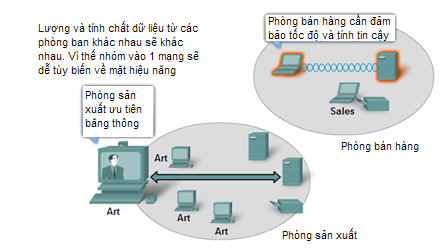 Lượng và tính chất dữ liệu từ các
phòng ban khác nhau sẽ khác
nhau. Vì thế nhóm vào 1 mạng sẽ
dễ tùy biến về mặt hiệu năng
Phòng bán hàng cần đảm
bảo tốc độ và tính tin cậy
Sales
Phòng bán hàng
Phòng sản
xuất ưu tiên
băng thông
Art
Art
Art
Art
Art
Phòng sản xuất